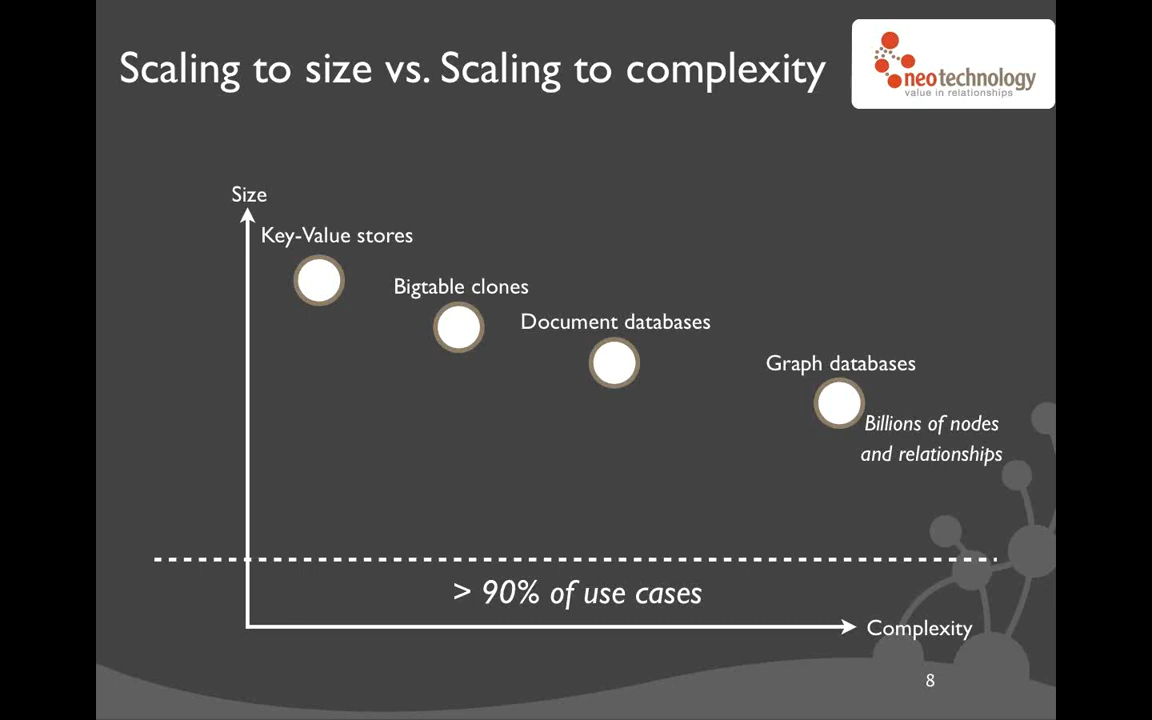 Scaling to size vs. Scaling to complexity
neotechnology
value in relationships
Size
Key-Value stores
Bigtable clones
Document databases
Graph databases
Billions of nodes
and relationships
> 90% of use cases
Complexity
8